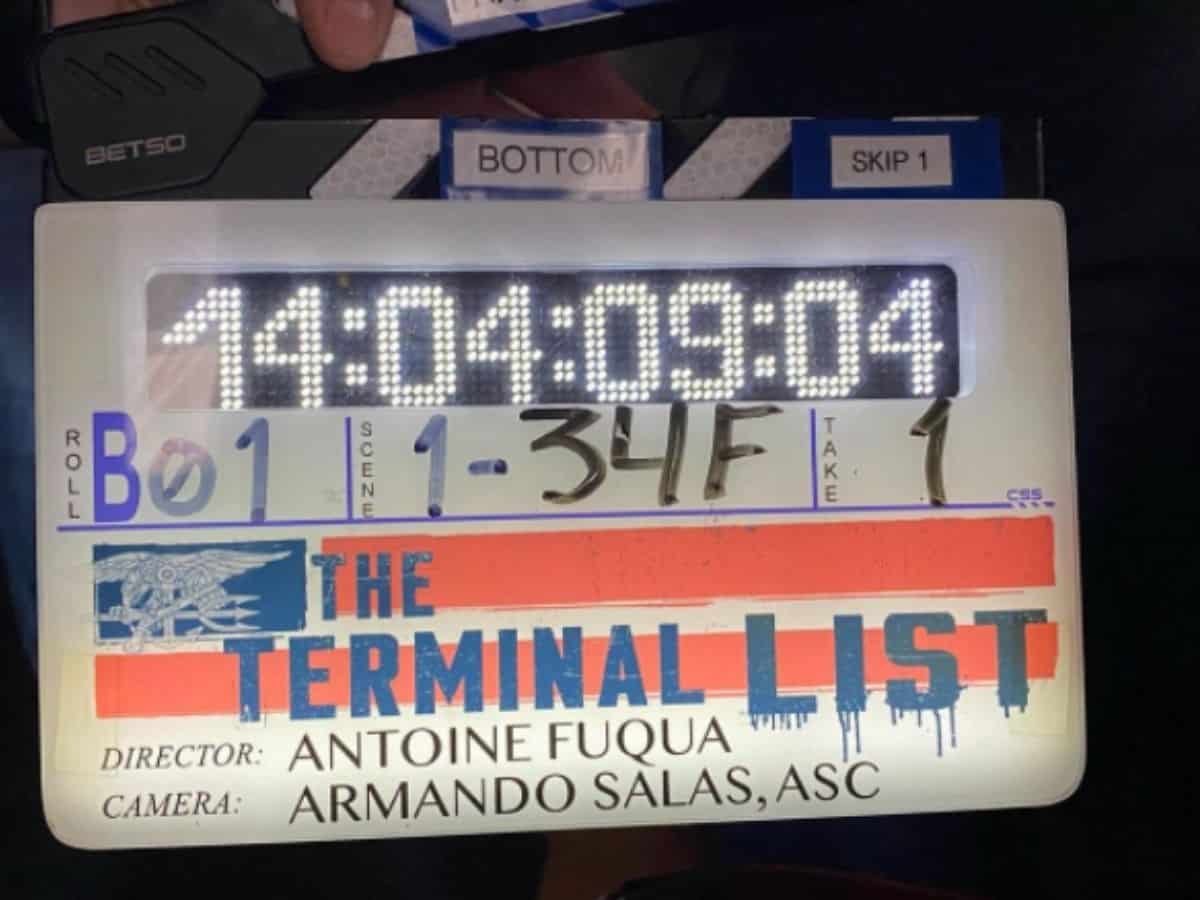 BETSO
BOTTOM
SKIP 1
14:04:09:04
ROLL B01 SCENE 1-34F TAKE 1
CSS
THE
TERMINAL LIST
DIRECTOR: ANTOINE FUQUA
CAMERA: ARMANDO SALAS, ASC